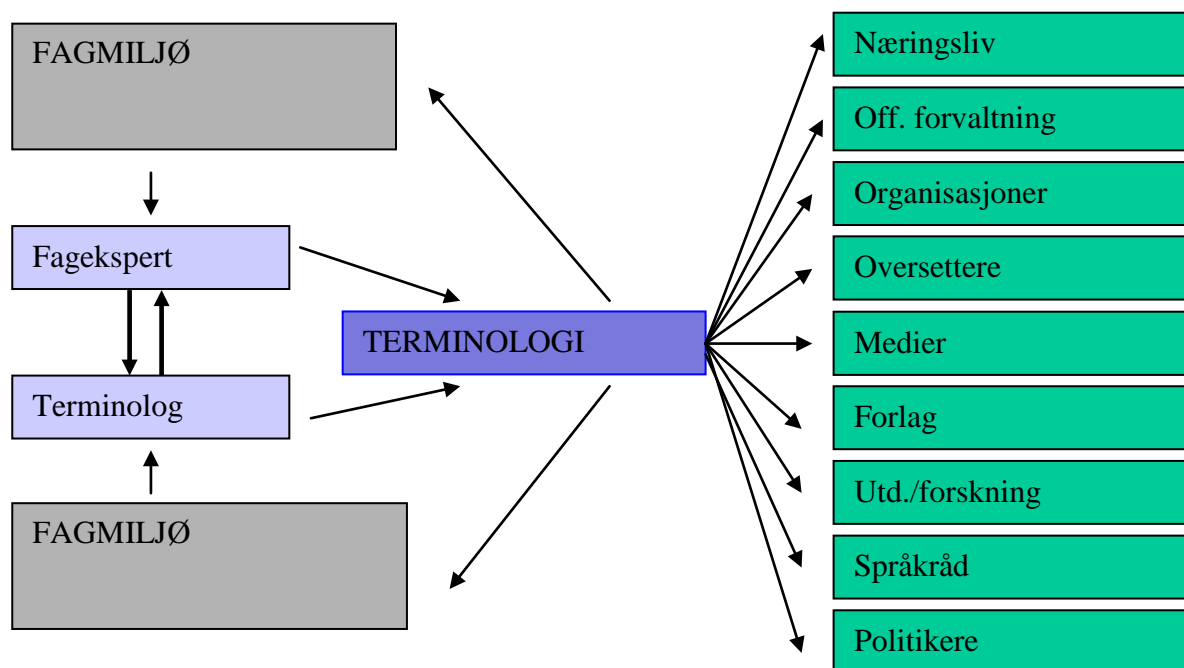 FAGMILJØ
Fagekspert
Terminolog
FAGMILJØ
TERMINOLOGI
Næringsliv
Off. forvaltning
Organisasjoner
Oversettere
Medier
Forlag
Utd./forskning
Språkråd
Politikere